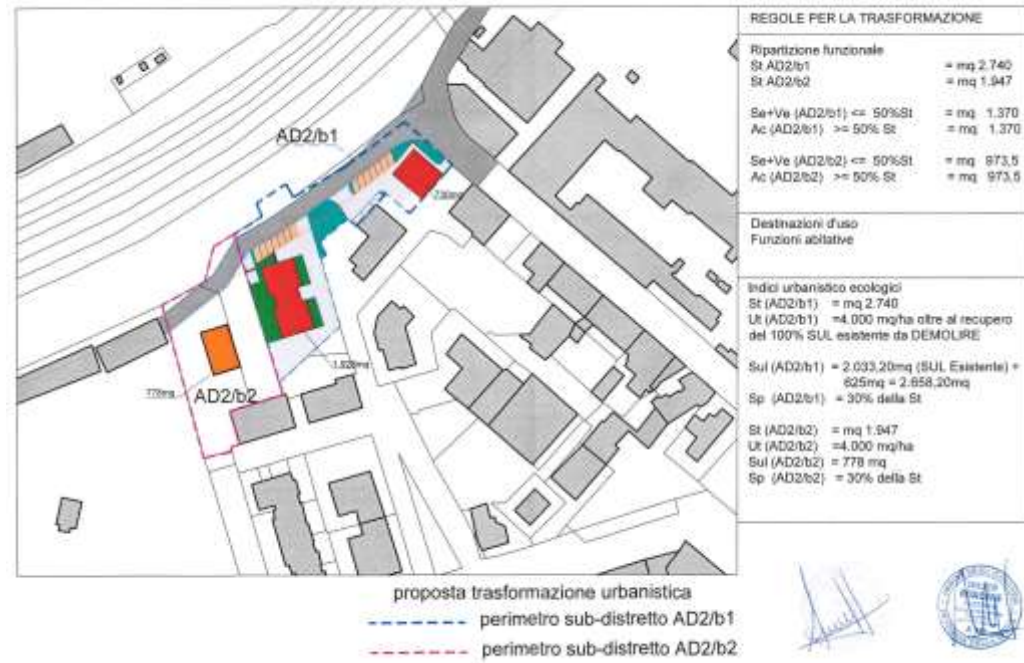 REGOLE PER LA TRASFORMAZIONE
Ripartizione funzionale
St AD2/b1 = mq 2.740
St AD2/b2 = mq 1.947
Se+Ve (AD2/b1) <= 50%St = mq 1.370
Ac (AD2/b1) >= 50% St = mq 1.370
Se+Ve (AD2/b2) <= 50%St = mq 973,5
Ac (AD2/b2) >= 50% St = mq 973,5
Destinazioni d'uso
Funzioni abitative
Indici urbanistico ecologici
St (AD2/b1) = mq 2.740
Ut (AD2/b1) =4.000 mq/ha oltre al recupero
del 100% SUL esistente da DEMOLIRE
Sul (AD2/b1) = 2.033,20mq (SUL Esistente) +
625mq = 2.658,20mq
Sp (AD2/b1) = 30% della St
St (AD2/b2) = mq 1.947
Ut (AD2/b2) =4.000 mq/ha
Sul (AD2/b2) = 778 mq
Sp (AD2/b2) = 30% della St
AD2/b1
778mq
AD2/b2
proposta trasformazione urbanistica
perimetro sub-distretto AD2/b1
perimetro sub-distretto AD2/b2